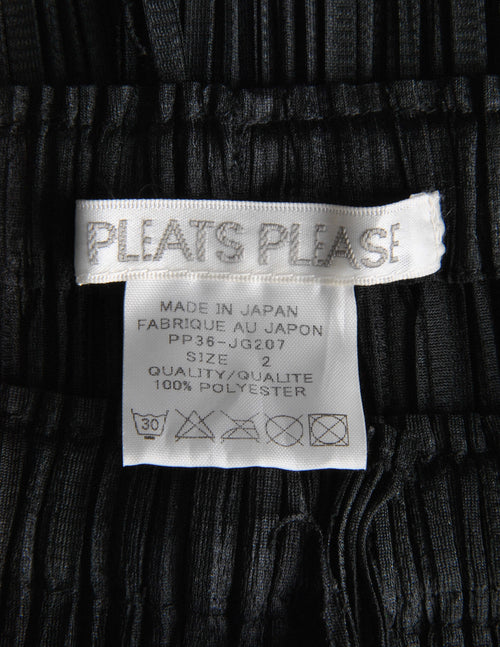 PLEATS PLEASE
MADE IN JAPAN
FABRIQUE AU JAPON
PP36-JG207
SIZE 2
QUALITY/QUALITE
100% POLYESTER
30